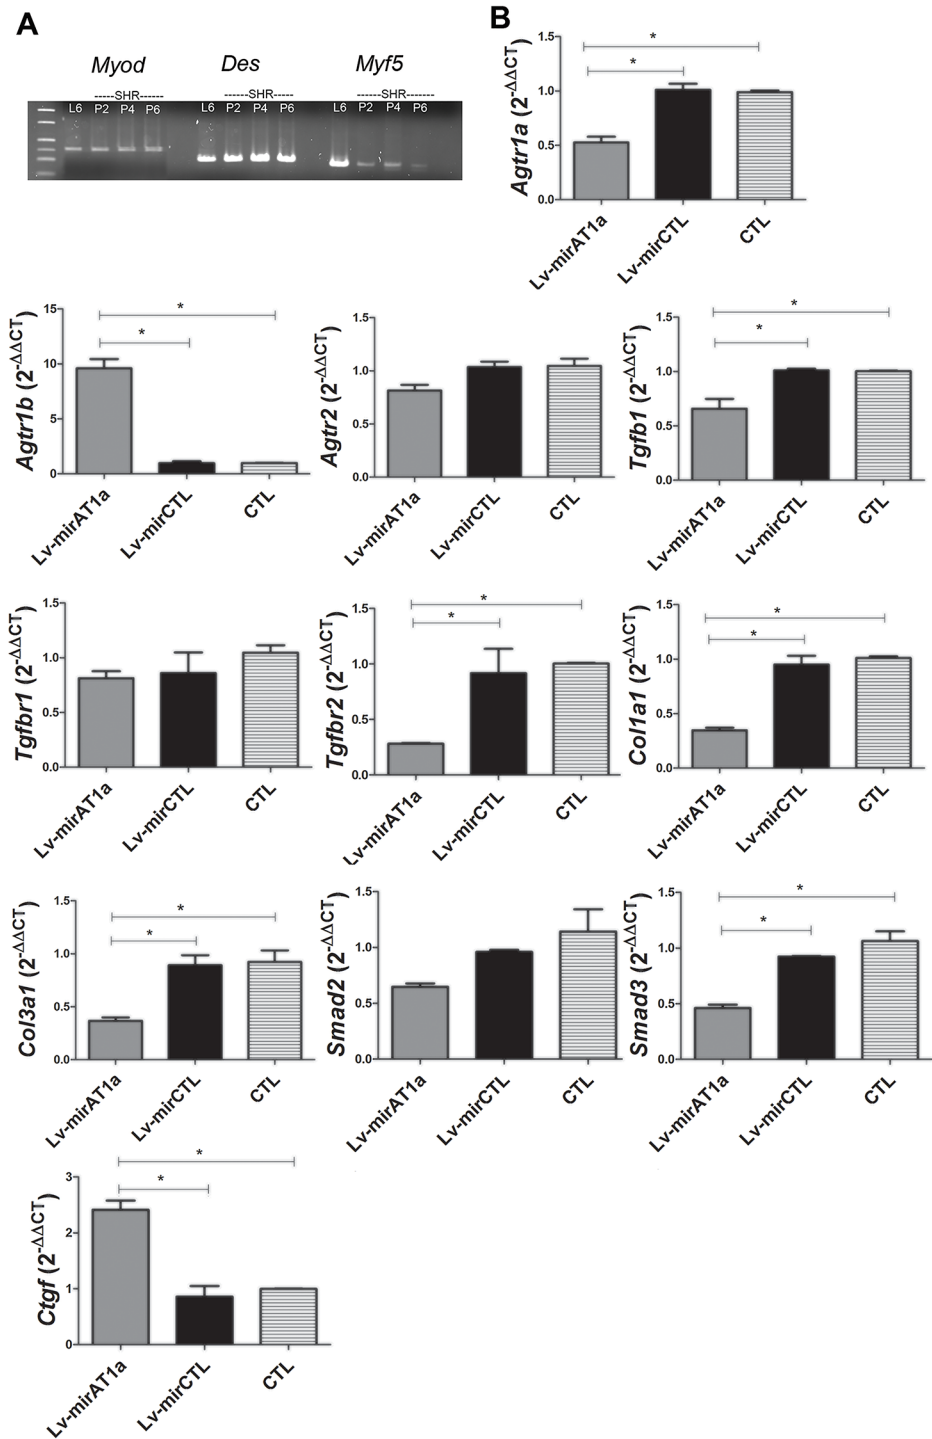 A
B
Myod Des Myf5
-----SHR------ -----SHR----- -----SHR-------
L6 P2 P4 P6 L6 P2 P4 P6 L6 P2 P4 P6
Agtr1a (2-ΔΔCT)
1.5
1.0
0.5
0.0
* *
Lv-mirAT1a Lv-mirCTL CTL
Agtr1b (2-ΔΔCT)
15
10
5
0
* *
Lv-mirAT1a Lv-mirCTL CTL
Agtr2 (2-ΔΔCT)
1.5
1.0
0.5
0.0
Lv-mirAT1a Lv-mirCTL CTL
Tgfb1 (2-ΔΔCT)
1.5
1.0
0.5
0.0
* *
Lv-mirAT1a Lv-mirCTL CTL
Tgfbr1 (2-ΔΔCT)
1.5
1.0
0.5
0.0
Lv-mirAT1a Lv-mirCTL CTL
Tgfbr2 (2-ΔΔCT)
1.5
1.0
0.5
0.0
* *
Lv-mirAT1a Lv-mirCTL CTL
Col1a1 (2-ΔΔCT)
1.5
1.0
0.5
0.0
* *
Lv-mirAT1a Lv-mirCTL CTL
Col3a1 (2-ΔΔCT)
1.5
1.0
0.5
0.0
* *
Lv-mirAT1a Lv-mirCTL CTL
Smad2 (2-ΔΔCT)
1.5
1.0
0.5
0.0
Lv-mirAT1a Lv-mirCTL CTL
Smad3 (2-ΔΔCT)
1.5
1.0
0.5
0.0
* *
Lv-mirAT1a Lv-mirCTL CTL
Ctgf (2-ΔΔCT)
3
2
1
0
* *
Lv-mirAT1a Lv-mirCTL CTL